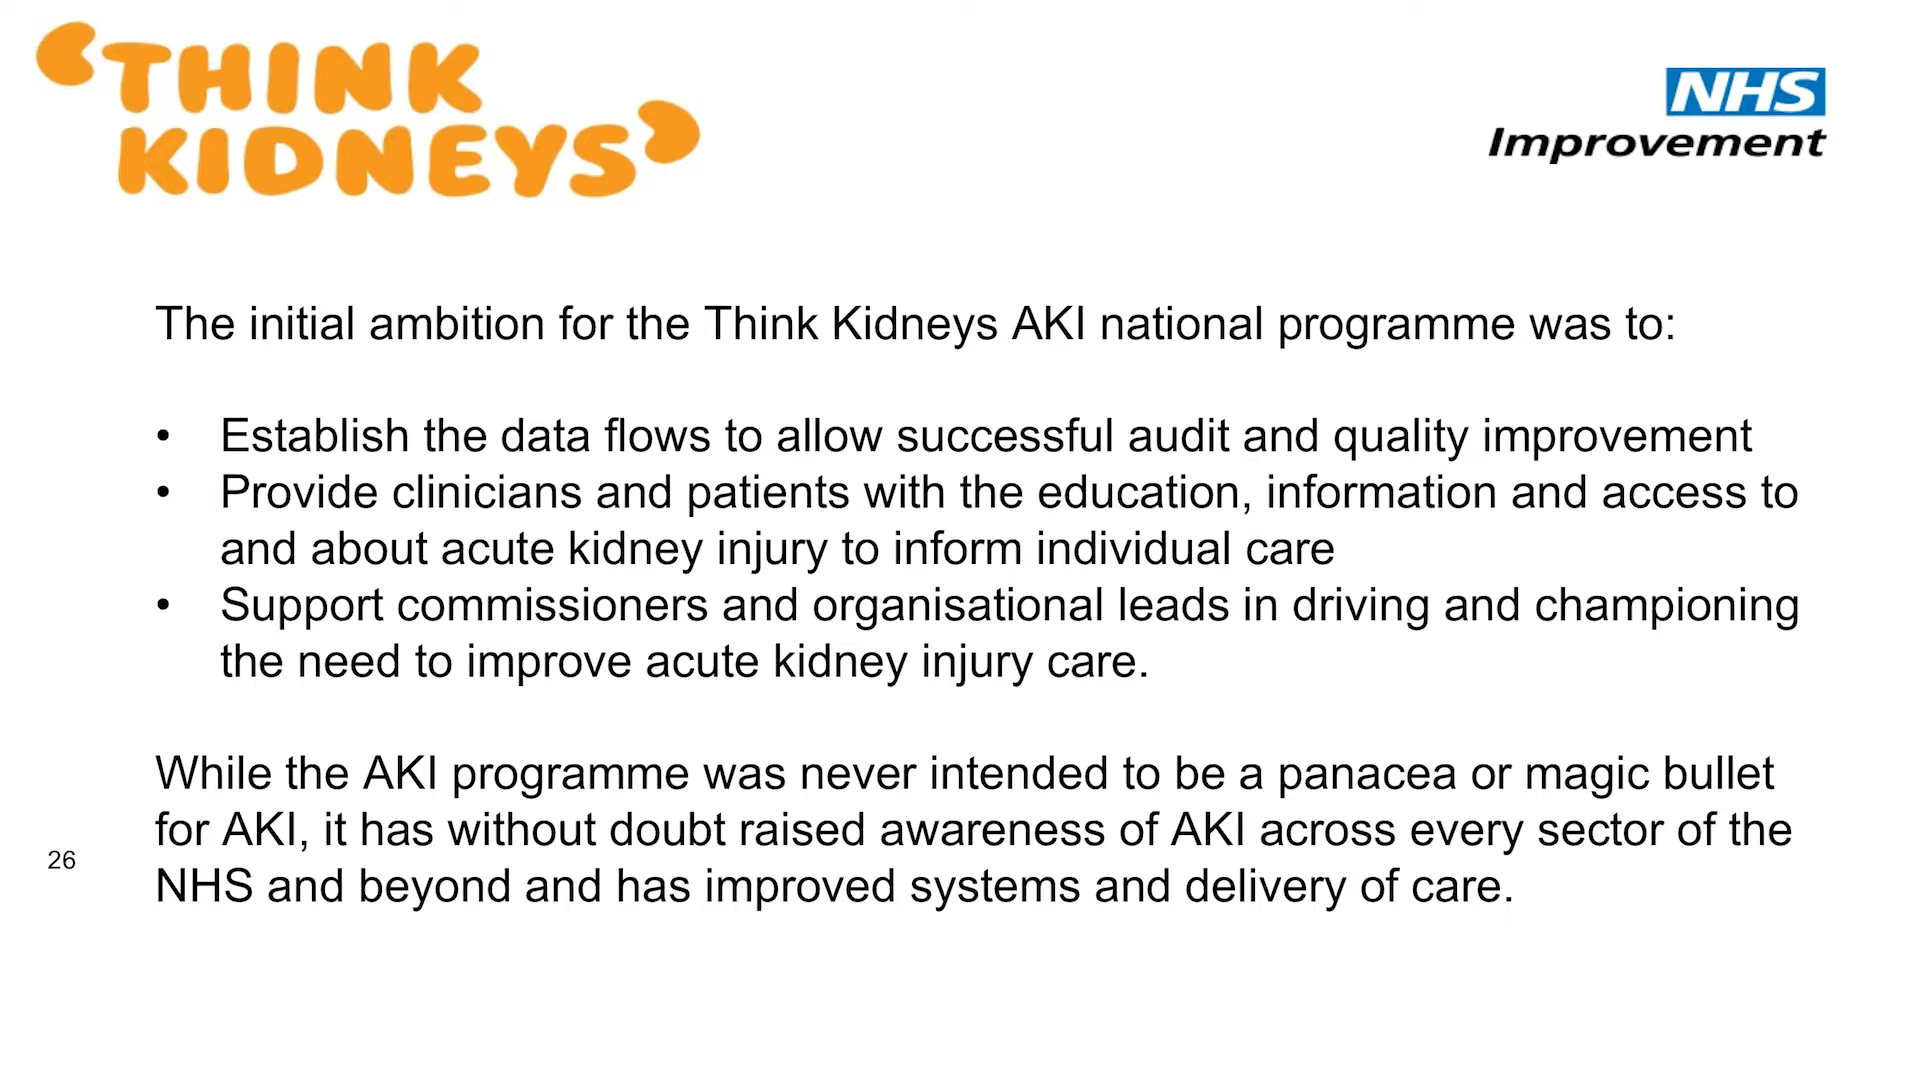 THINK
KIDNEYS
NHS
Improvement
The initial ambition for the Think Kidneys AKI national programme was to:
• Establish the data flows to allow successful audit and quality improvement
• Provide clinicians and patients with the education, information and access to
and about acute kidney injury to inform individual care
• Support commissioners and organisational leads in driving and championing
the need to improve acute kidney injury care.
While the AKI programme was never intended to be a panacea or magic bullet
for AKI, it has without doubt raised awareness of AKI across every sector of the
26
NHS and beyond and has improved systems and delivery of care.